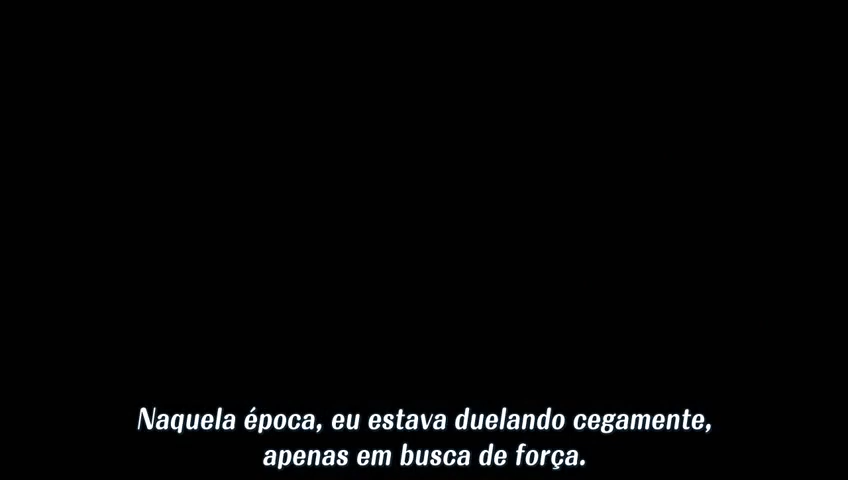 Naquela época, eu estava duelando cegamente,
apenas em busca de força.